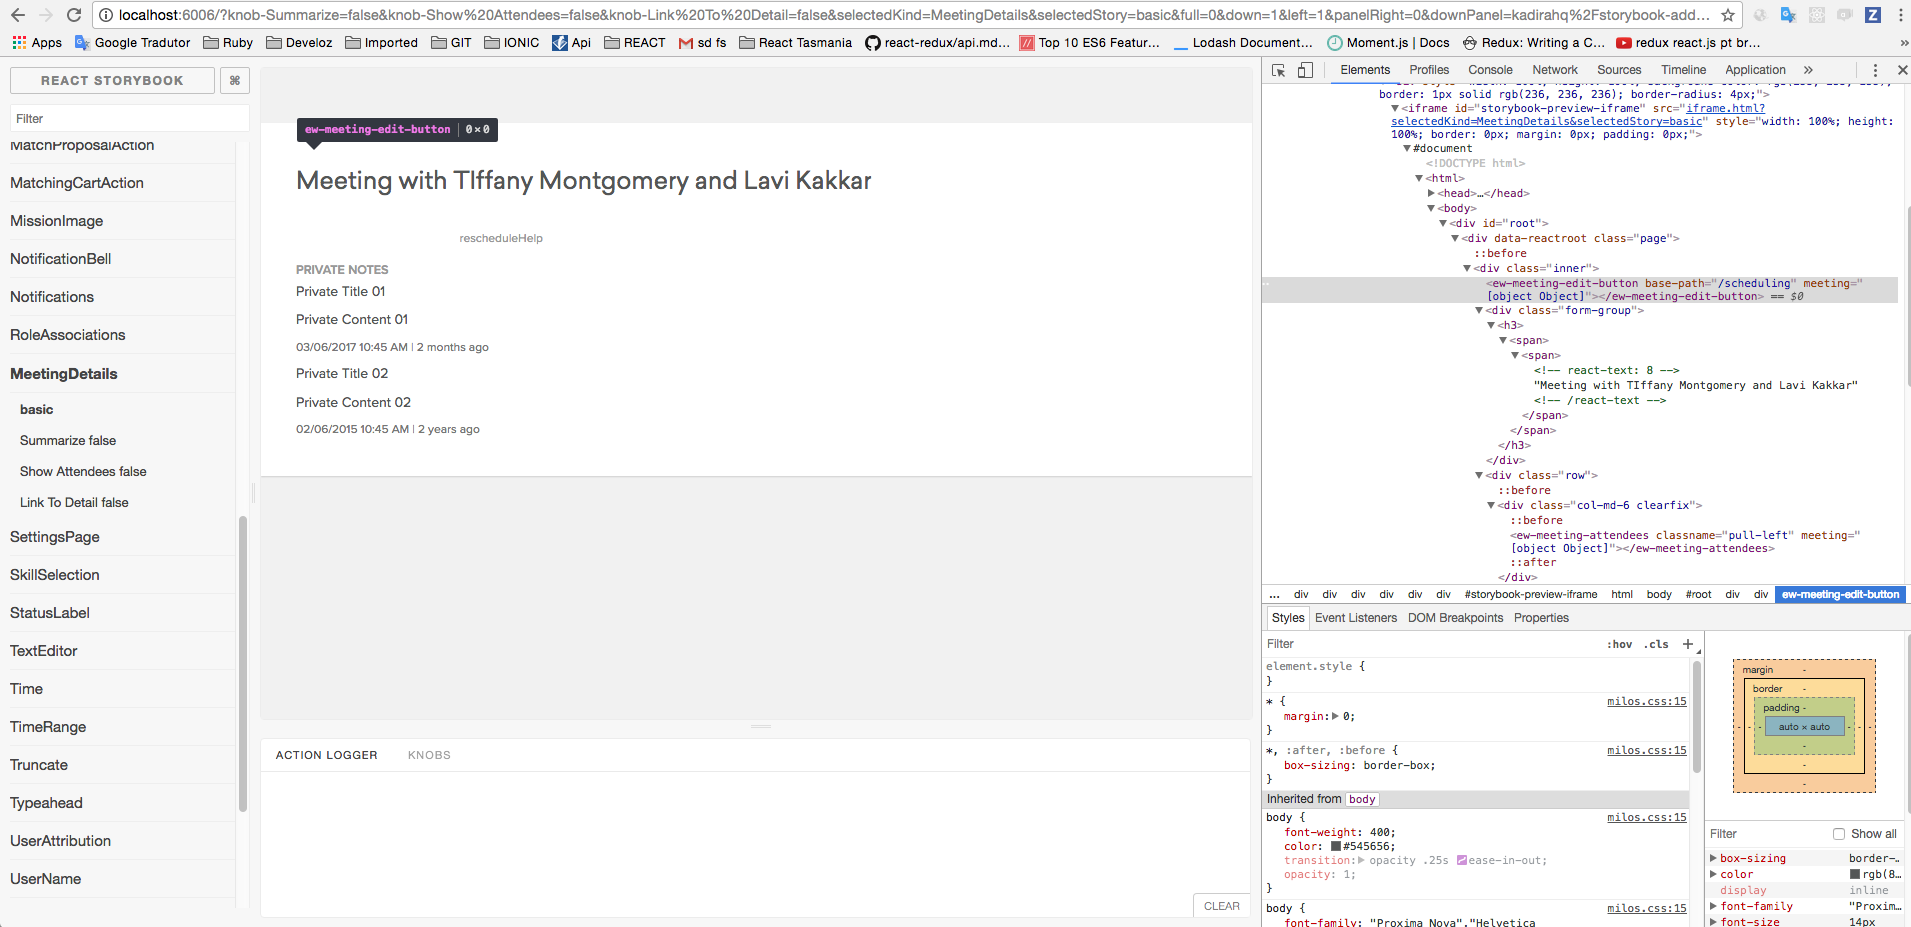 localhost:6006/?knob-Summarize=false&knob-Show%20Attendees=false&knob-Link%20To%20Detail=false&selectedKind=MeetingDetails&selectedStory=basic&full=0&down=1&left=1&panelRight=0&downPanel=kadirahq%2Fstorybook-add...
Apps Google Tradutor Ruby Develoz Imported GIT IONIC Api REACT sd fs React Tasmania react-redux/api.md... Top 10 ES6 Featur... Lodash Document... Moment.js | Docs Redux: Writing a C... redux react.js pt br... »
REACT STORYBOOK ⌘
Filter
MatchProposalAction
MatchingCartAction
MissionImage
NotificationBell
Notifications
RoleAssociations
MeetingDetails
basic
Summarize false
Show Attendees false
Link To Detail false
SettingsPage
SkillSelection
StatusLabel
TextEditor
Time
TimeRange
Truncate
Typeahead
UserAttribution
UserName
ew-meeting-edit-button | 0 × 0
Meeting with TIffany Montgomery and Lavi Kakkar
rescheduleHelp
PRIVATE NOTES
Private Title 01
Private Content 01
03/06/2017 10:45 AM | 2 months ago
Private Title 02
Private Content 02
02/06/2015 10:45 AM | 2 years ago
ACTION LOGGER KNOBS
CLEAR
Elements Profiles Console Network Sources Timeline Application »
border: 1px solid rgb(236, 236, 236); border-radius: 4px;">
<iframe id="storybook-preview-iframe" src="iframe.html?
selectedKind=MeetingDetails&selectedStory=basic" style="width: 100%; height:
100%; border: 0px; margin: 0px; padding: 0px;">
#document
<!DOCTYPE html>
<html>
<head>…</head>
<body>
<div id="root">
<div data-reactroot class="page">
::before
<div class="inner">
<ew-meeting-edit-button base-path="/scheduling" meeting="
[object Object]"></ew-meeting-edit-button> == $0
<div class="form-group">
<h3>
<span>
<span>
<!-- react-text: 8 -->
"Meeting with TIffany Montgomery and Lavi Kakkar"
<!-- /react-text -->
</span>
</span>
</h3>
</div>
<div class="row">
::before
<div class="col-md-6 clearfix">
::before
<ew-meeting-attendees classname="pull-left" meeting="
[object Object]"></ew-meeting-attendees>
::after
</div>
... div div div div div div #storybook-preview-iframe html body #root div div ew-meeting-edit-button
Styles Event Listeners DOM Breakpoints Properties
Filter :hov .cls +
element.style {
}
* { milos.css:15
margin: 0;
}
*, :after, :before { milos.css:15
box-sizing: border-box;
}
Inherited from body
body { milos.css:15
font-weight: 400;
color: #545656;
transition: opacity .25s ease-in-out;
opacity: 1;
}
body { milos.css:15
font-family: "Proxima Nova","Helvetica
margin -
border -
padding -
- - - auto × auto - - -
-
-
-
Filter Show all
box-sizing border-…
color rgb(8…
display inline
font-family "Proxim…
font-size 14px